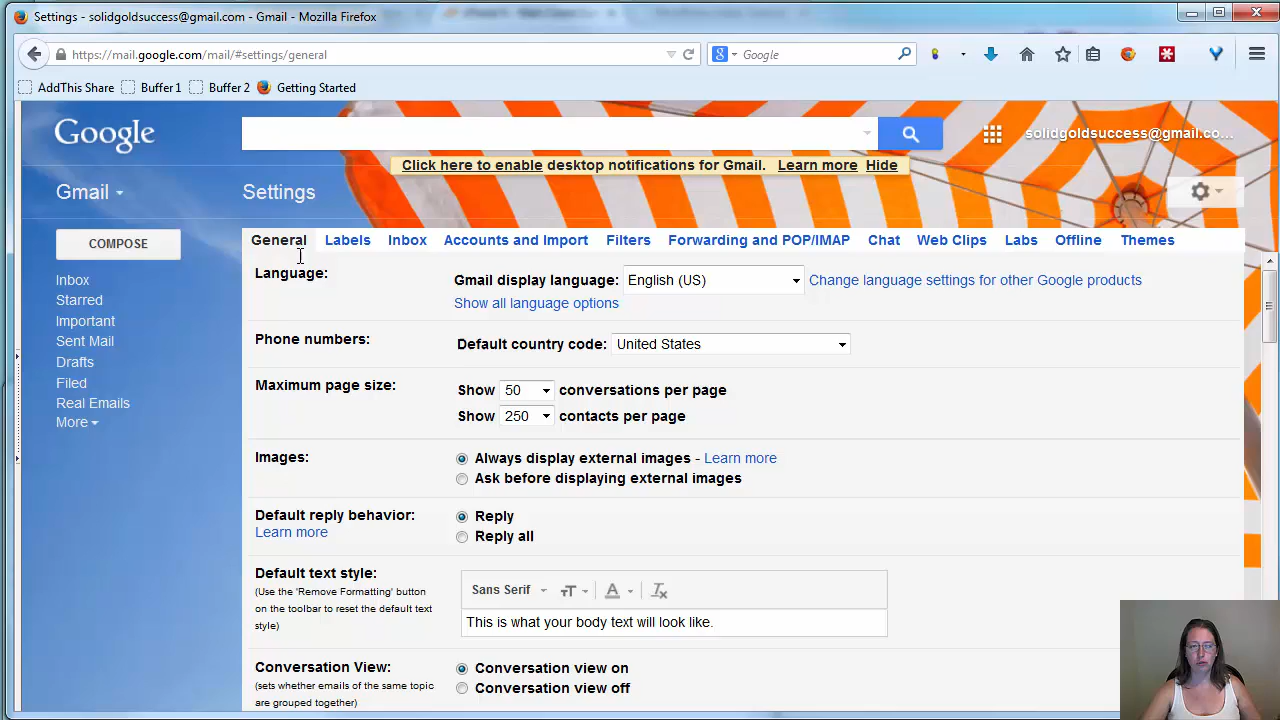 Settings - solidgoldsuccess@gmail.com - Gmail - Mozilla Firefox
https://mail.google.com/mail/#settings/general
Google
AddThis Share
Buffer 1
Buffer 2
Getting Started
Google
solidgoldsuccess@gmail.co...
Click here to enable desktop notifications for Gmail. Learn more Hide
Gmail
Settings
COMPOSE
Inbox
Starred
Important
Sent Mail
Drafts
Filed
Real Emails
More
General Labels Inbox Accounts and Import Filters Forwarding and POP/IMAP Chat Web Clips Labs Offline Themes
Language:
Gmail display language: English (US) Change language settings for other Google products
Show all language options
Phone numbers:
Default country code: United States
Maximum page size:
Show 50 conversations per page
Show 250 contacts per page
Images:
Always display external images - Learn more
Ask before displaying external images
Default reply behavior:
Learn more
Reply
Reply all
Default text style:
(Use the 'Remove Formatting' button
on the toolbar to reset the default text
style)
Sans Serif
This is what your body text will look like.
Conversation View:
(sets whether emails of the same topic
are grouped together)
Conversation view on
Conversation view off